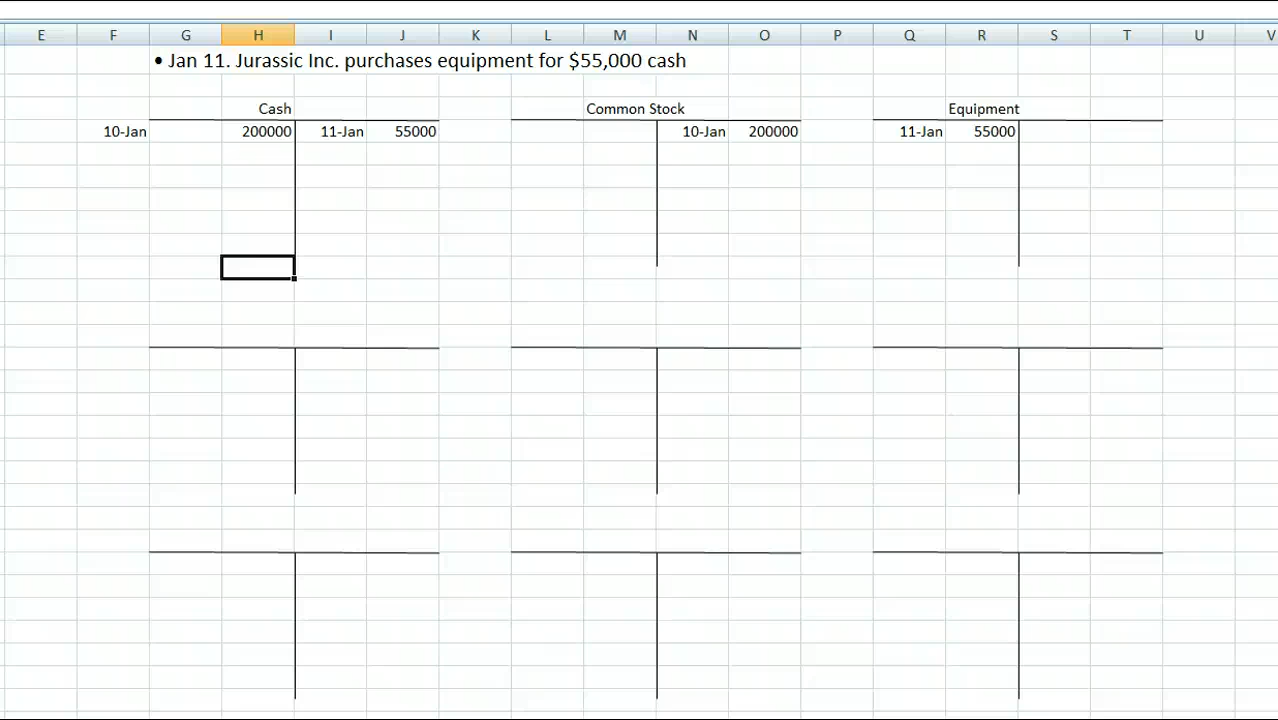 E F G H I J K L M N O P Q R S T U V
• Jan 11. Jurassic Inc. purchases equipment for $55,000 cash
Cash Common Stock Equipment
10-Jan 200000 11-Jan 55000 10-Jan 200000 11-Jan 55000